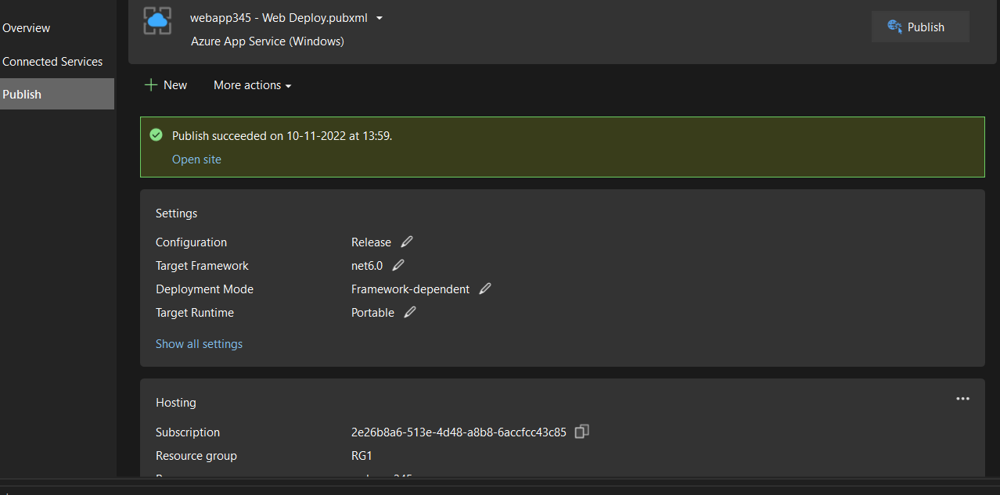 Overview
Connected Services
Publish
webapp345 - Web Deploy.pubxml
Azure App Service (Windows)
Publish
New
More actions
Publish succeeded on 10-11-2022 at 13:59.
Open site
Settings
Configuration Release
Target Framework net6.0
Deployment Mode Framework-dependent
Target Runtime Portable
Show all settings
Hosting
Subscription 2e26b8a6-513e-4d48-a8b8-6accfcc43c85
Resource group RG1